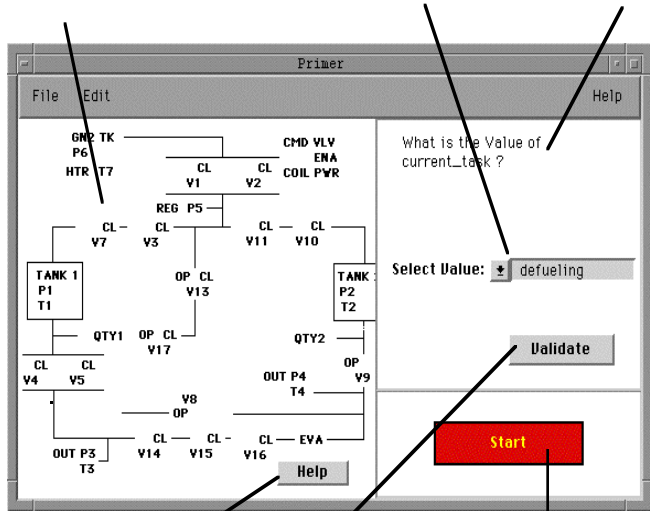 Primer
File Edit Help
GN2 TK
P6
HTR T7
CMD VLV
ENA
COIL PWR
CL CL
V1 V2
REG P5
CL CL CL CL
V7 V3 V11 V10
TANK 1
P1
T1
OP CL
V13
TANK
P2
T2
QTY1 OP CL QTY2
V17
CL CL
V4 V5
OP
V9
OUT P4
T4
V8
OP
CL CL CL EVA
V14 V15 V16
OUT P3
T3
Help
What is the Value of
current_task ?
Select Value: defueling
Validate
Start